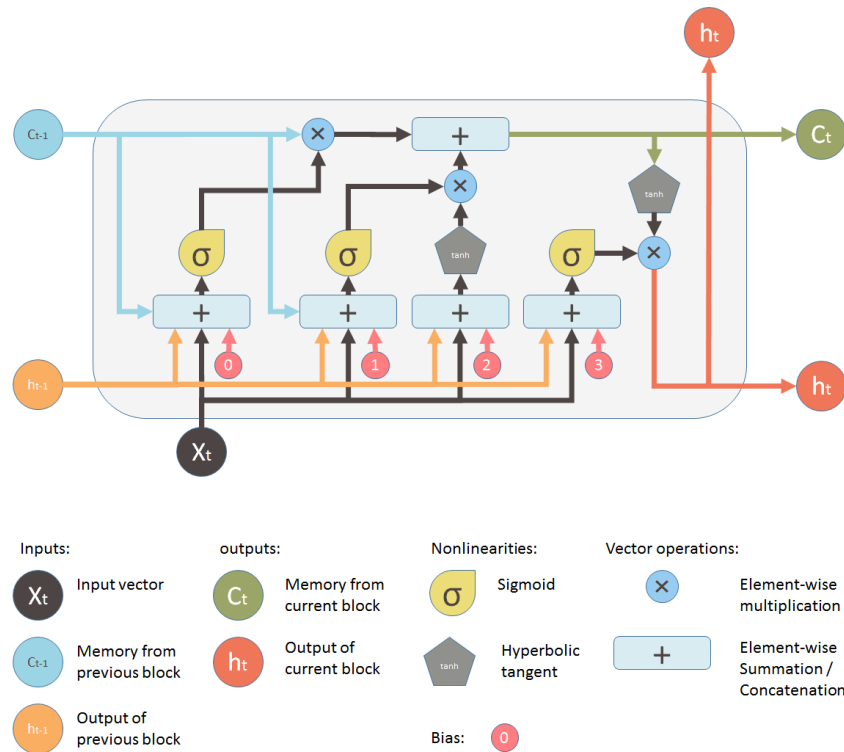 ht
Ct-1
×
+
Ct
×
tanh
σ
σ
tanh
σ
×
+
+
+
+
0
1
2
3
ht-1
ht
Xt
Inputs:
outputs:
Nonlinearities:
Vector operations:
Xt
Input vector
Ct
Memory from
current block
σ
Sigmoid
×
Element-wise
multiplication
Ct-1
Memory from
previous block
ht
Output of
current block
tanh
Hyperbolic
tangent
+
Element-wise
Summation /
Concatenation
ht-1
Output of
previous block
Bias:
0